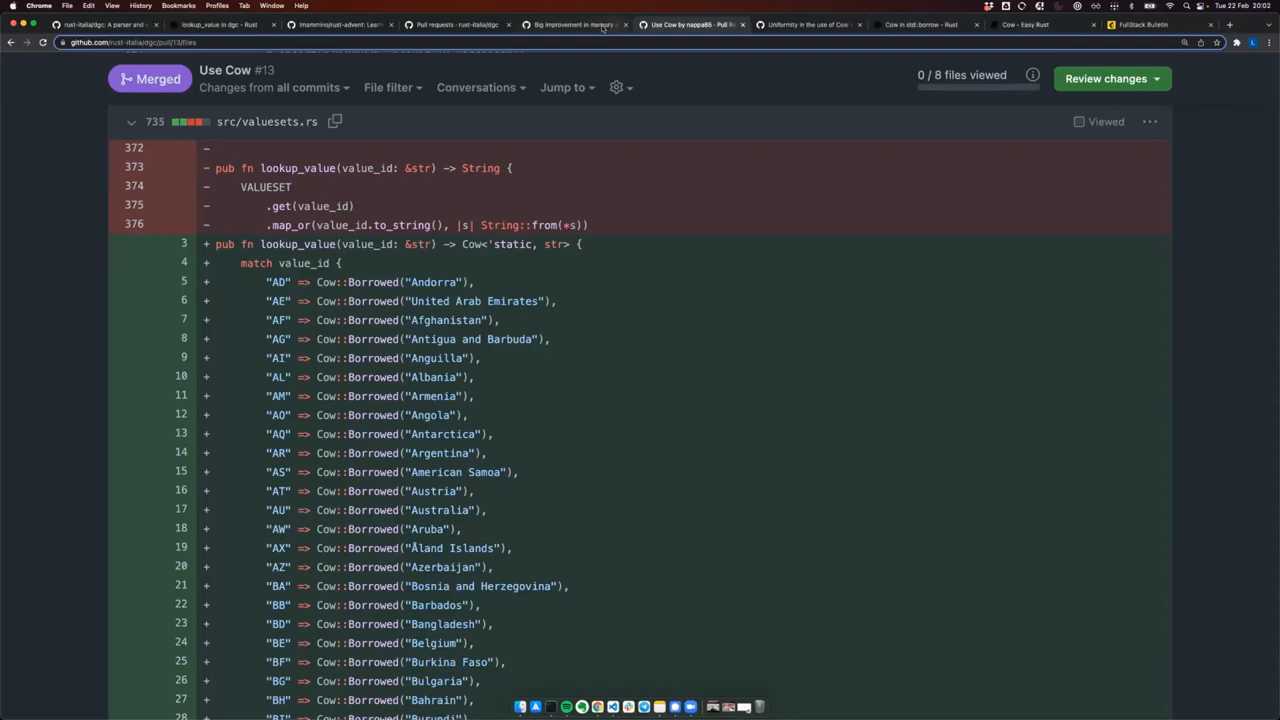 Chrome File Edit View History Bookmarks Profiles Tab Window Help Tue 22 Feb 20:02
rust-italia/dgc: A parser and v lookup_value in dgc - Rust lmammino/rust-advent: Learn Pull requests · rust-italia/dgc Big improvement in memory a Use Cow by nappa85 · Pull R Uniformity in the use of Cow Cow in std::borrow - Rust Cow - Easy Rust FullStack Bulletin
github.com/rust-italia/dgc/pull/13/files
Merged
Use Cow #13
Changes from all commits File filter Conversations Jump to
0 / 8 files viewed
Review changes
735 src/valuesets.rs Viewed
372 -
373 - pub fn lookup_value(value_id: &str) -> String {
374 - VALUESET
375 - .get(value_id)
376 - .map_or(value_id.to_string(), |s| String::from(*s))
3 + pub fn lookup_value(value_id: &str) -> Cow<'static, str> {
4 + match value_id {
5 + "AD" => Cow::Borrowed("Andorra"),
6 + "AE" => Cow::Borrowed("United Arab Emirates"),
7 + "AF" => Cow::Borrowed("Afghanistan"),
8 + "AG" => Cow::Borrowed("Antigua and Barbuda"),
9 + "AI" => Cow::Borrowed("Anguilla"),
10 + "AL" => Cow::Borrowed("Albania"),
11 + "AM" => Cow::Borrowed("Armenia"),
12 + "AO" => Cow::Borrowed("Angola"),
13 + "AQ" => Cow::Borrowed("Antarctica"),
14 + "AR" => Cow::Borrowed("Argentina"),
15 + "AS" => Cow::Borrowed("American Samoa"),
16 + "AT" => Cow::Borrowed("Austria"),
17 + "AU" => Cow::Borrowed("Australia"),
18 + "AW" => Cow::Borrowed("Aruba"),
19 + "AX" => Cow::Borrowed("Åland Islands"),
20 + "AZ" => Cow::Borrowed("Azerbaijan"),
21 + "BA" => Cow::Borrowed("Bosnia and Herzegovina"),
22 + "BB" => Cow::Borrowed("Barbados"),
23 + "BD" => Cow::Borrowed("Bangladesh"),
24 + "BE" => Cow::Borrowed("Belgium"),
25 + "BF" => Cow::Borrowed("Burkina Faso"),
26 + "BG" => Cow::Borrowed("Bulgaria"),
27 + "BH" => Cow::Borrowed("Bahrain"),
28 + "BI" => Cow::Borrowed("Burundi"),